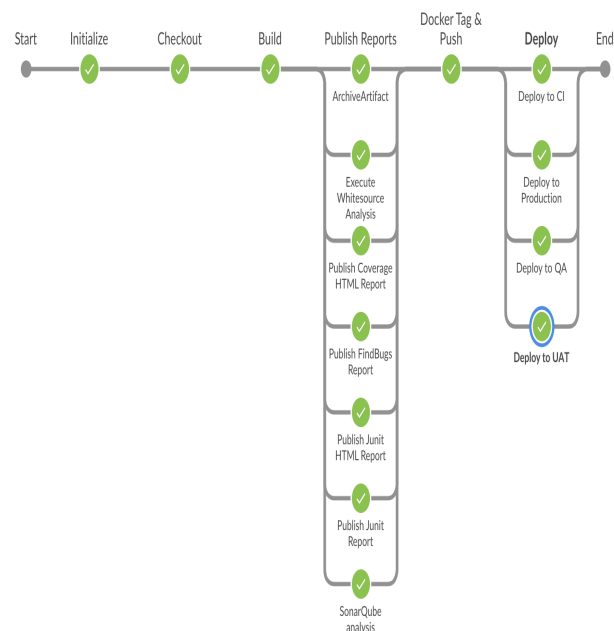 Start
Initialize
Checkout
Build
Publish Reports
Docker Tag &
Push
Deploy
End
ArchiveArtifact
Execute
Whitesource
Analysis
Publish Coverage
HTML Report
Publish FindBugs
Report
Publish Junit
HTML Report
Publish Junit
Report
SonarQube
analysis
Deploy to CI
Deploy to
Production
Deploy to QA
Deploy to UAT